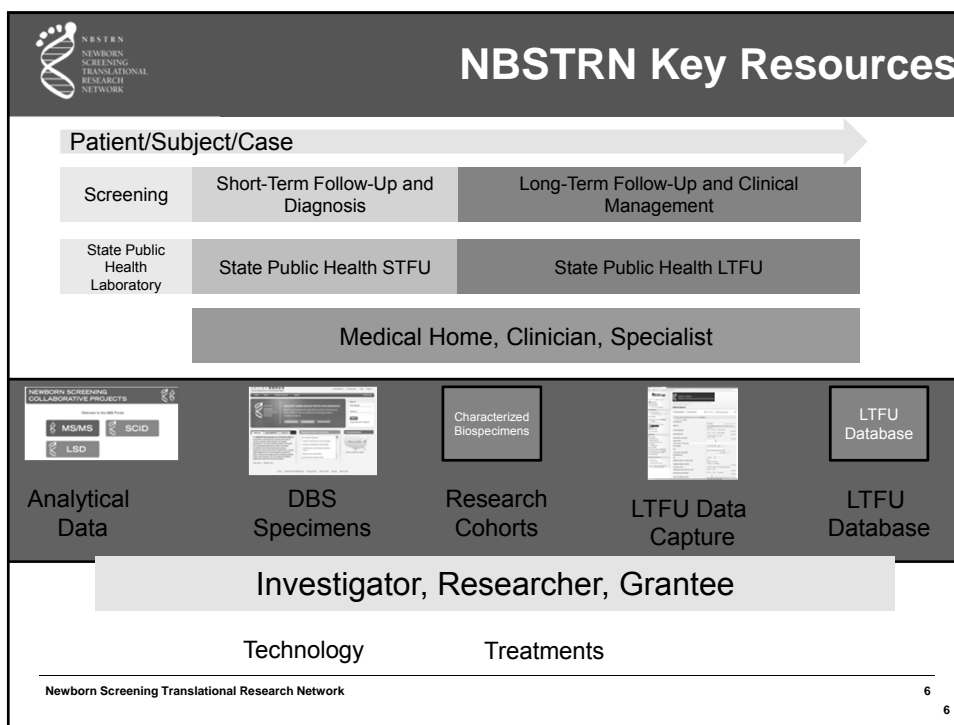 NBSTRN
NEWBORN
SCREENING
TRANSLATIONAL
RESEARCH
NETWORK
NBSTRN Key Resources
Patient/Subject/Case
Screening
Short-Term Follow-Up and
Diagnosis
Long-Term Follow-Up and Clinical
Management
State Public
Health
Laboratory
State Public Health STFU
State Public Health LTFU
Medical Home, Clinician, Specialist
NEWBORN SCREENING
COLLABORATIVE PROJECTS
MS/MS
SCID
LSD
Characterized
Biospecimens
LTFU
Database
Analytical
Data
DBS
Specimens
Research
Cohorts
LTFU Data
Capture
LTFU
Database
Investigator, Researcher, Grantee
Technology
Treatments
Newborn Screening Translational Research Network
6
6